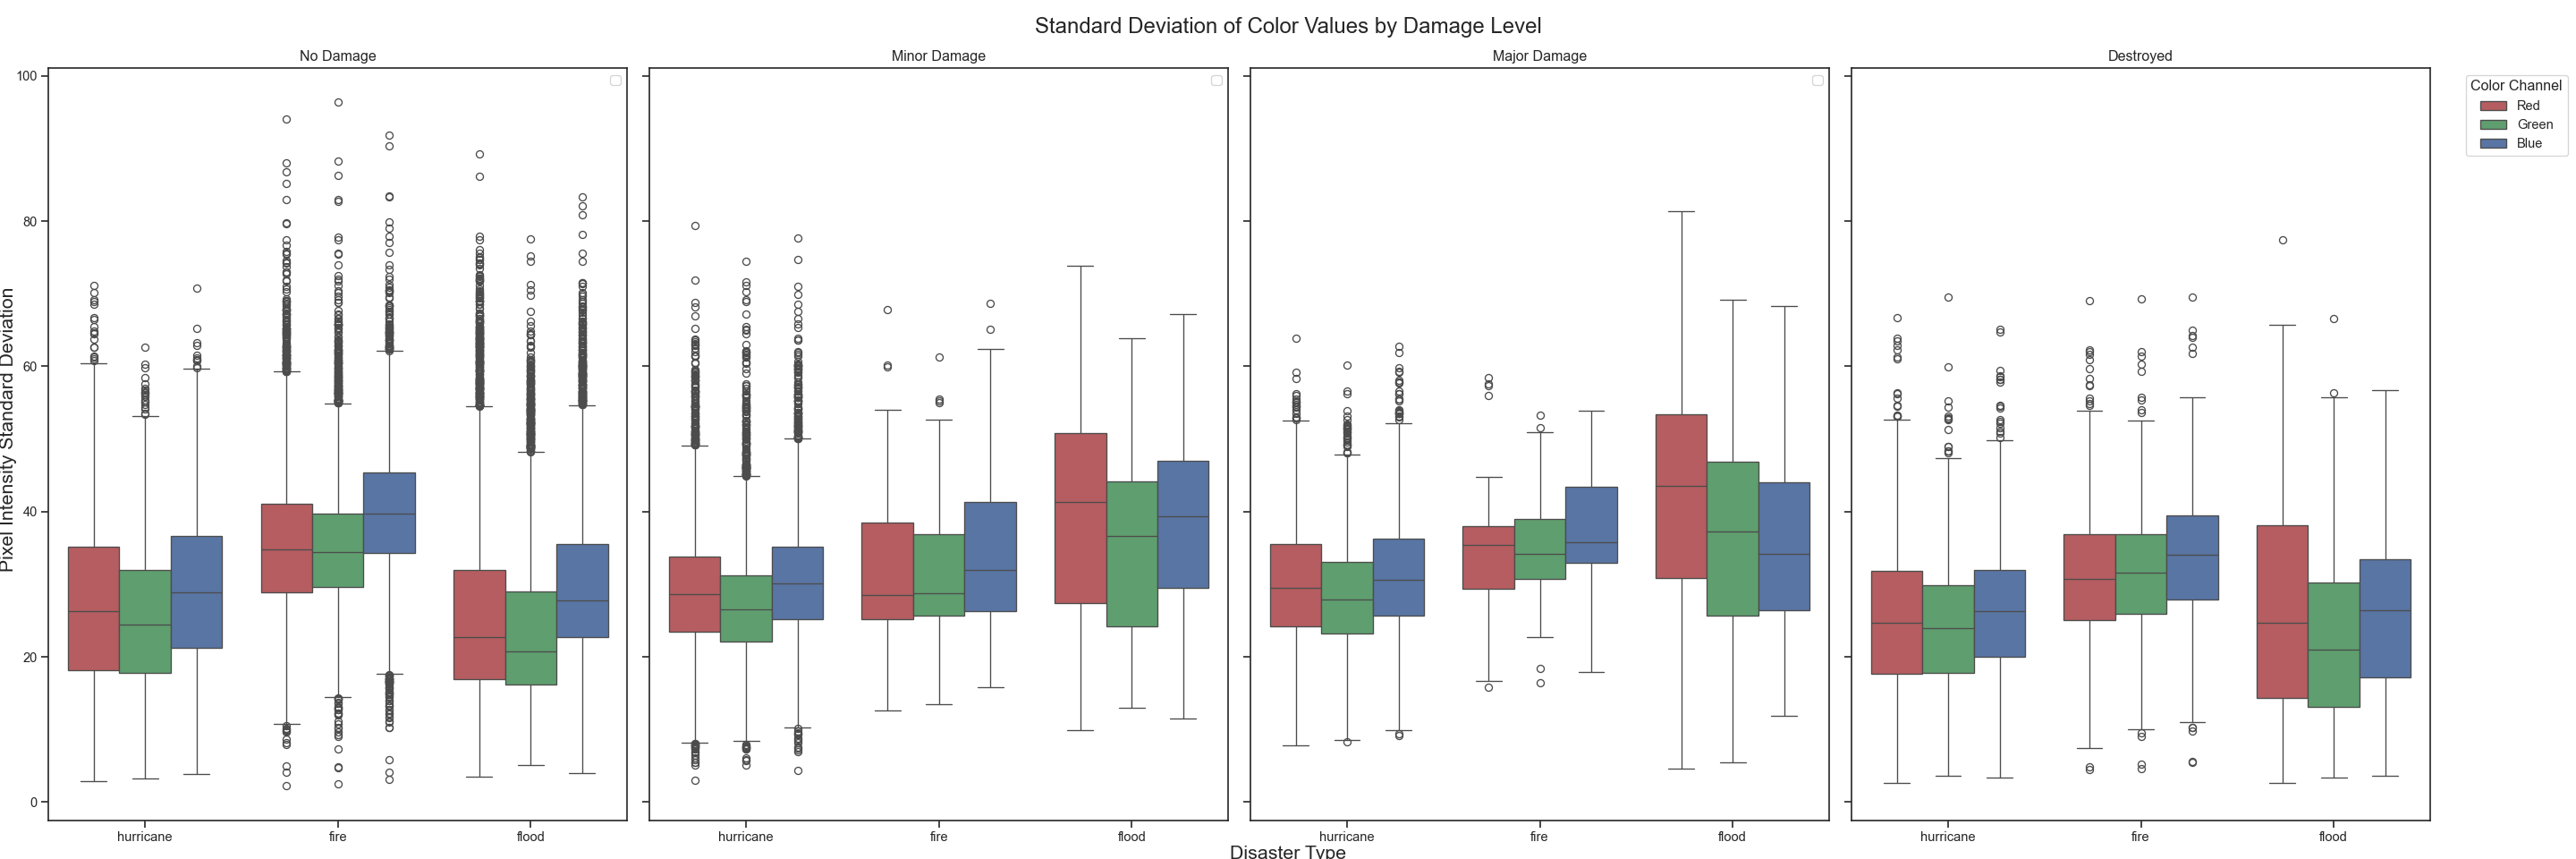 Standard Deviation of Color Values by Damage Level
No Damage
Minor Damage
Major Damage
Destroyed
Pixel Intensity Standard Deviation
100
80
60
40
20
0
hurricane
fire
flood
hurricane
fire
flood
hurricane
fire
flood
hurricane
fire
flood
Disaster Type
Color Channel
Red
Green
Blue